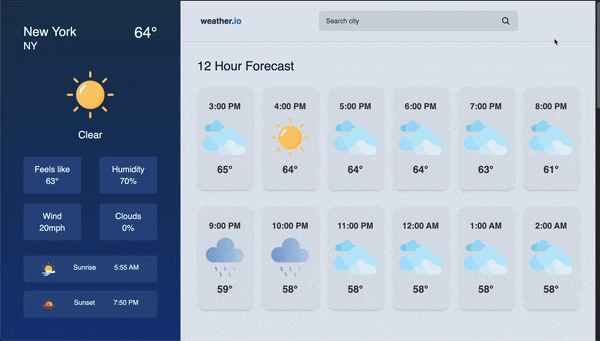 New York
64°
NY
Clear
Feels like
63°
Humidity
70%
Wind
20mph
Clouds
0%
Sunrise 5:55 AM
Sunset 7:50 PM
weather.io
Search city
12 Hour Forecast
3:00 PM 4:00 PM 5:00 PM 6:00 PM 7:00 PM 8:00 PM
65° 64° 64° 64° 63° 61°
9:00 PM 10:00 PM 11:00 PM 12:00 AM 1:00 AM 2:00 AM
59° 58° 58° 58° 58° 58°